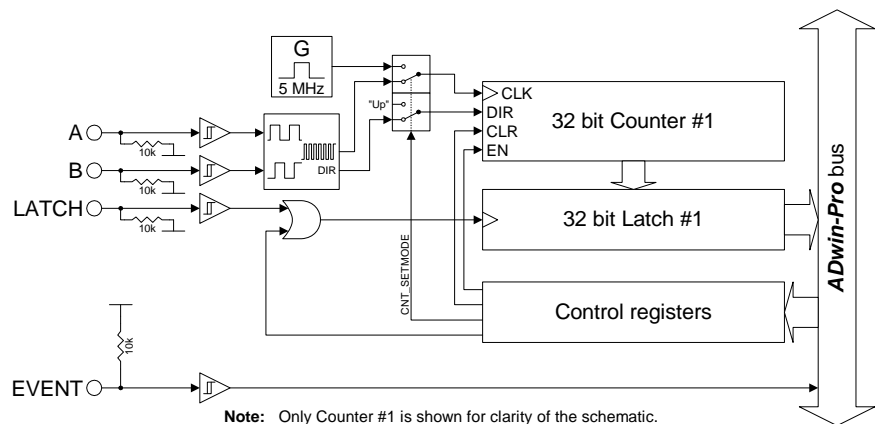 G
5 MHz
"Up"
CLK
DIR
CLR
EN
32 bit Counter #1
A
10k
DIR
B
10k
LATCH
10k
32 bit Latch #1
CNT_SETMODE
Control registers
ADwin-Pro bus
10k
EVENT
Note: Only Counter #1 is shown for clarity of the schematic.